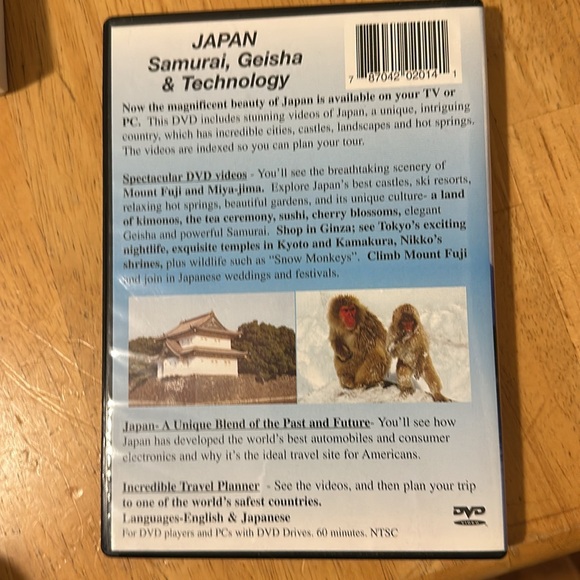 JAPAN
Samurai, Geisha
& Technology
7 87042 02014 1
Now the magnificent beauty of Japan is available on your TV or
PC. This DVD includes stunning videos of Japan, a unique, intriguing
country, which has incredible cities, castles, landscapes and hot springs.
The videos are indexed so you can plan your tour.
Spectacular DVD videos - You'll see the breathtaking scenery of
Mount Fuji and Miya-jima. Explore Japan's best castles, ski resorts,
relaxing hot springs, beautiful gardens, and its unique culture- a land
of kimonos, the tea ceremony, sushi, cherry blossoms, elegant
Geisha and powerful Samurai. Shop in Ginza; see Tokyo's exciting
nightlife, exquisite temples in Kyoto and Kamakura, Nikko's
shrines, plus wildlife such as "Snow Monkeys". Climb Mount Fuji
and join in Japanese weddings and festivals.
Japan- A Unique Blend of the Past and Future- You'll see how
Japan has developed the world's best automobiles and consumer
electronics and why it's the ideal travel site for Americans.
Incredible Travel Planner - See the videos, and then plan your trip
to one of the world's safest countries.
Languages-English & Japanese
For DVD players and PCs with DVD Drives. 60 minutes. NTSC
DVD
VIDEO